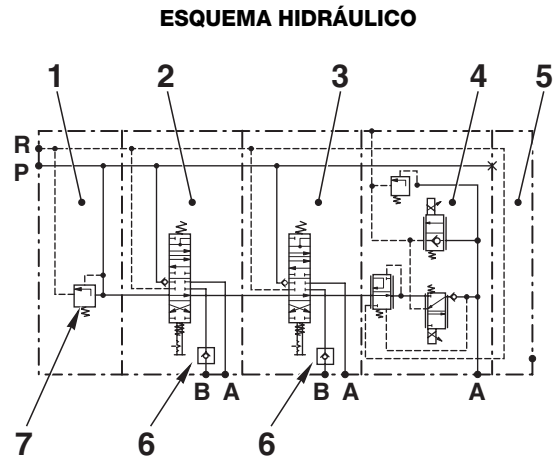 ESQUEMA HIDRÁULICO
1 2 3 4 5
R
P
B A B A A
7 6 6